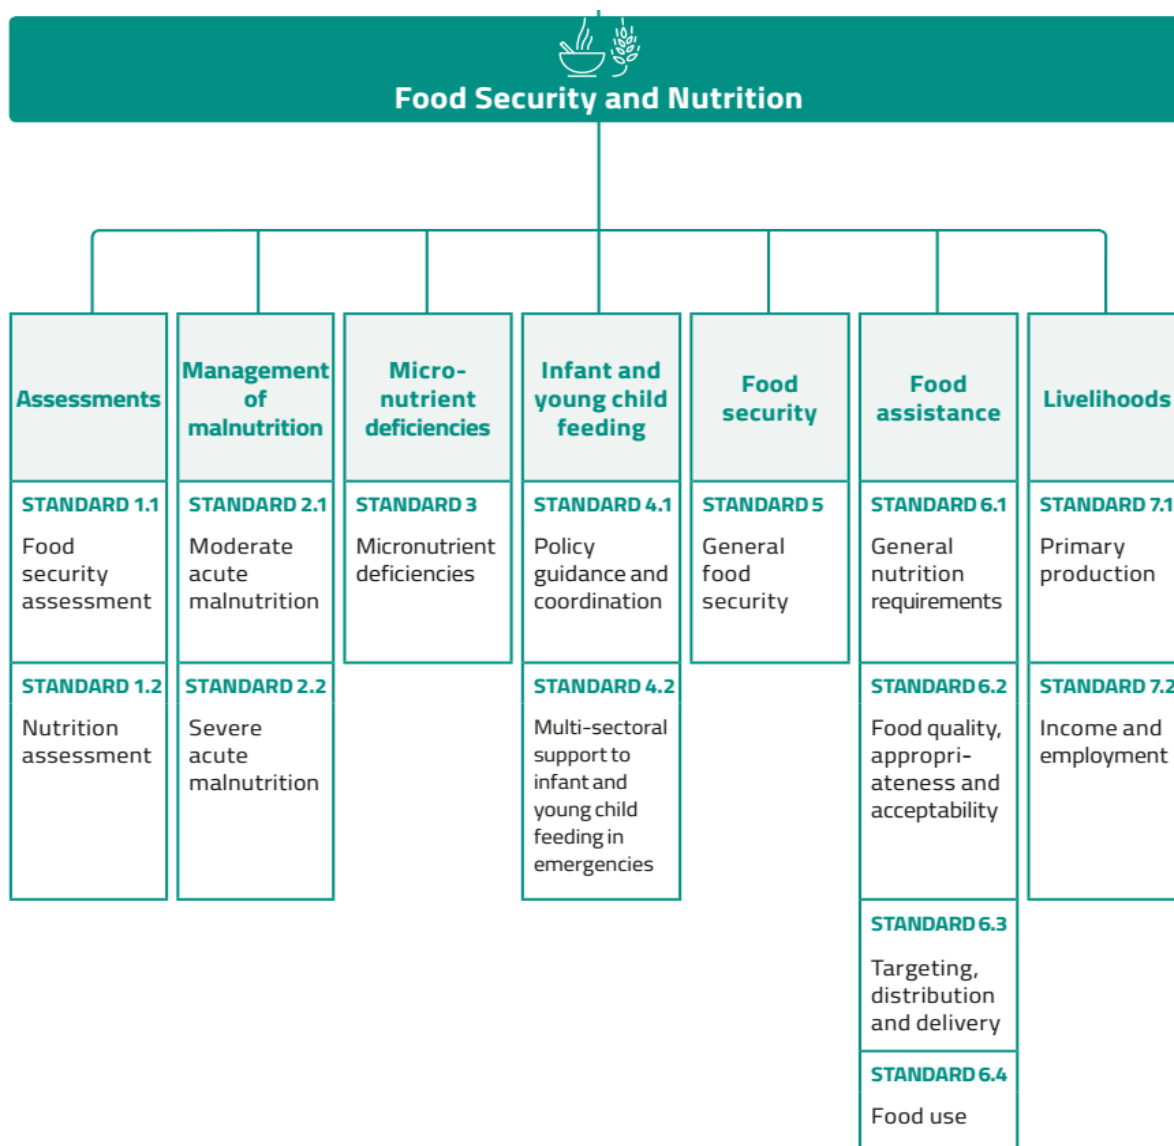 Food Security and Nutrition
Assessments
STANDARD 1.1
Food
security
assessment
STANDARD 1.2
Nutrition
assessment
Management
of
malnutrition
STANDARD 2.1
Moderate
acute
malnutrition
STANDARD 2.2
Severe
acute
malnutrition
Micro-
nutrient
deficiencies
STANDARD 3
Micronutrient
deficiencies
Infant and
young child
feeding
STANDARD 4.1
Policy
guidance and
coordination
STANDARD 4.2
Multi-sectoral
support to
infant and
young child
feeding in
emergencies
Food
security
STANDARD 5
General
food
security
Food
assistance
STANDARD 6.1
General
nutrition
requirements
STANDARD 6.2
Food quality,
appropri-
ateness and
acceptability
STANDARD 6.3
Targeting,
distribution
and delivery
STANDARD 6.4
Food use
Livelihoods
STANDARD 7.1
Primary
production
STANDARD 7.2
Income and
employment